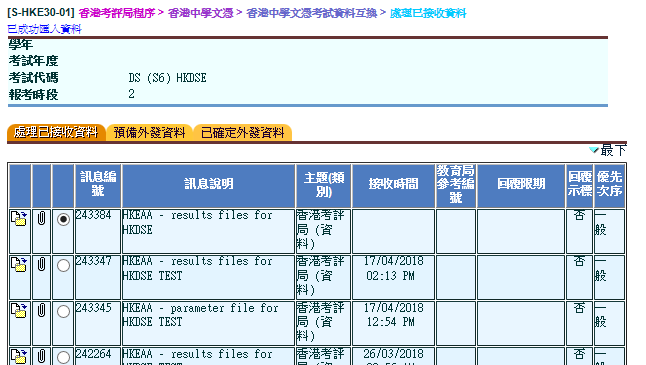 [S-HKE30-01] 香港考評局程序 > 香港中學文憑 > 香港中學文憑考試資料互換 > 處理已接收資料
已成功匯入資料
學年
考試年度
考試代碼 DS (S6) HKDSE
報考時段 2
處理已接收資料 預備外發資料 已確定外發資料
最下
訊息編號 訊息說明 主題(類別) 接收時間 教育局參考編號 回覆限期 回覆示標 優先次序
243384 HKEAA - results files for HKDSE 香港考評局 (資料) 否 一般
243347 HKEAA - results files for HKDSE TEST 香港考評局 (資料) 17/04/2018 02:13 PM 否 一般
243345 HKEAA - parameter file for HKDSE TEST 香港考評局 (資料) 17/04/2018 12:54 PM 否 一般
242264 HKEAA - results files for 香港考評 26/03/2018 否 一